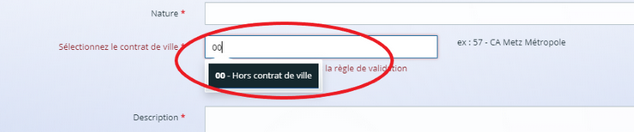 Nature *
Sélectionnez le contrat de ville *
00
ex : 57 - CA Metz Métropole
00 - Hors contrat de ville
la règle de validation
Description *